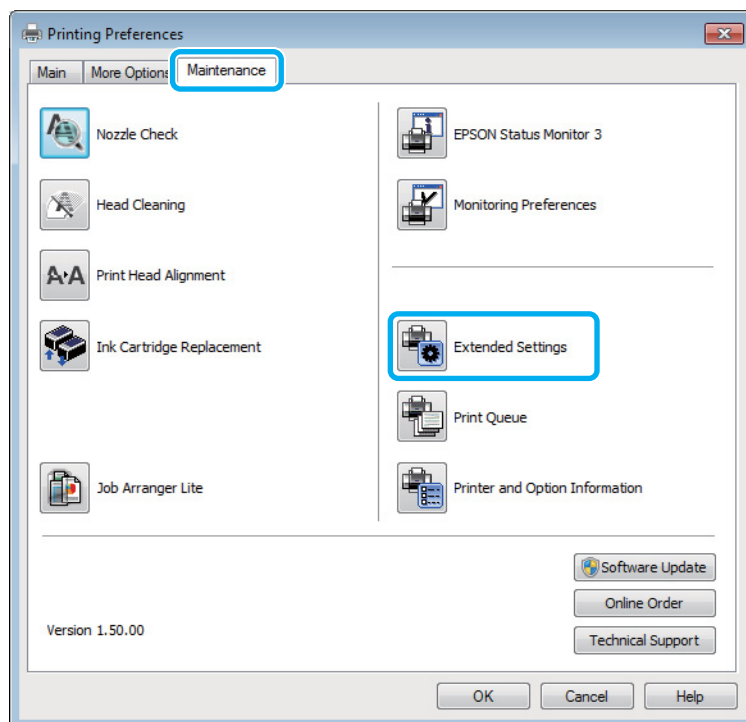 Printing Preferences
Main More Options Maintenance
Nozzle Check
EPSON Status Monitor 3
Head Cleaning
Monitoring Preferences
A·A Print Head Alignment
Ink Cartridge Replacement
Extended Settings
Print Queue
Job Arranger Lite
Printer and Option Information
Software Update
Online Order
Version 1.50.00
Technical Support
OK Cancel Help